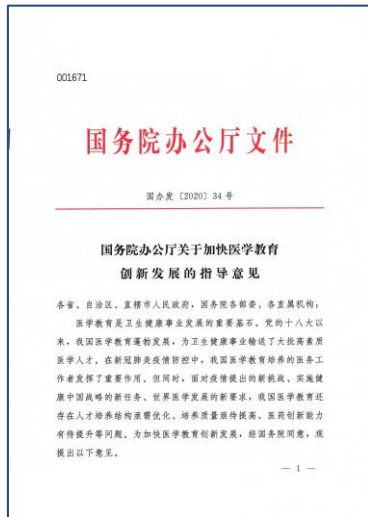 001671
国务院办公厅文件
国办发〔2020〕34号
国务院办公厅关于加快医学教育
创新发展的指导意见
各省、自治区、直辖市人民政府，国务院各部委、各直属机构：
医学教育是卫生健康事业发展的重要基石。党的十八大以
来，我国医学教育蓬勃发展，为卫生健康事业输送了大批高素质
医学人才。在新冠肺炎疫情防控中，我国医学教育培养的医务工
作者发挥了重要作用。但同时，面对疫情提出的新挑战、实施健
康中国战略的新任务、世界医学发展的新要求，我国医学教育还
存在人才培养结构亟需优化、培养质量亟待提高、医药创新能力
有待提升等问题。为加快医学教育创新发展，经国务院同意，现
提出以下意见。
— 1 —